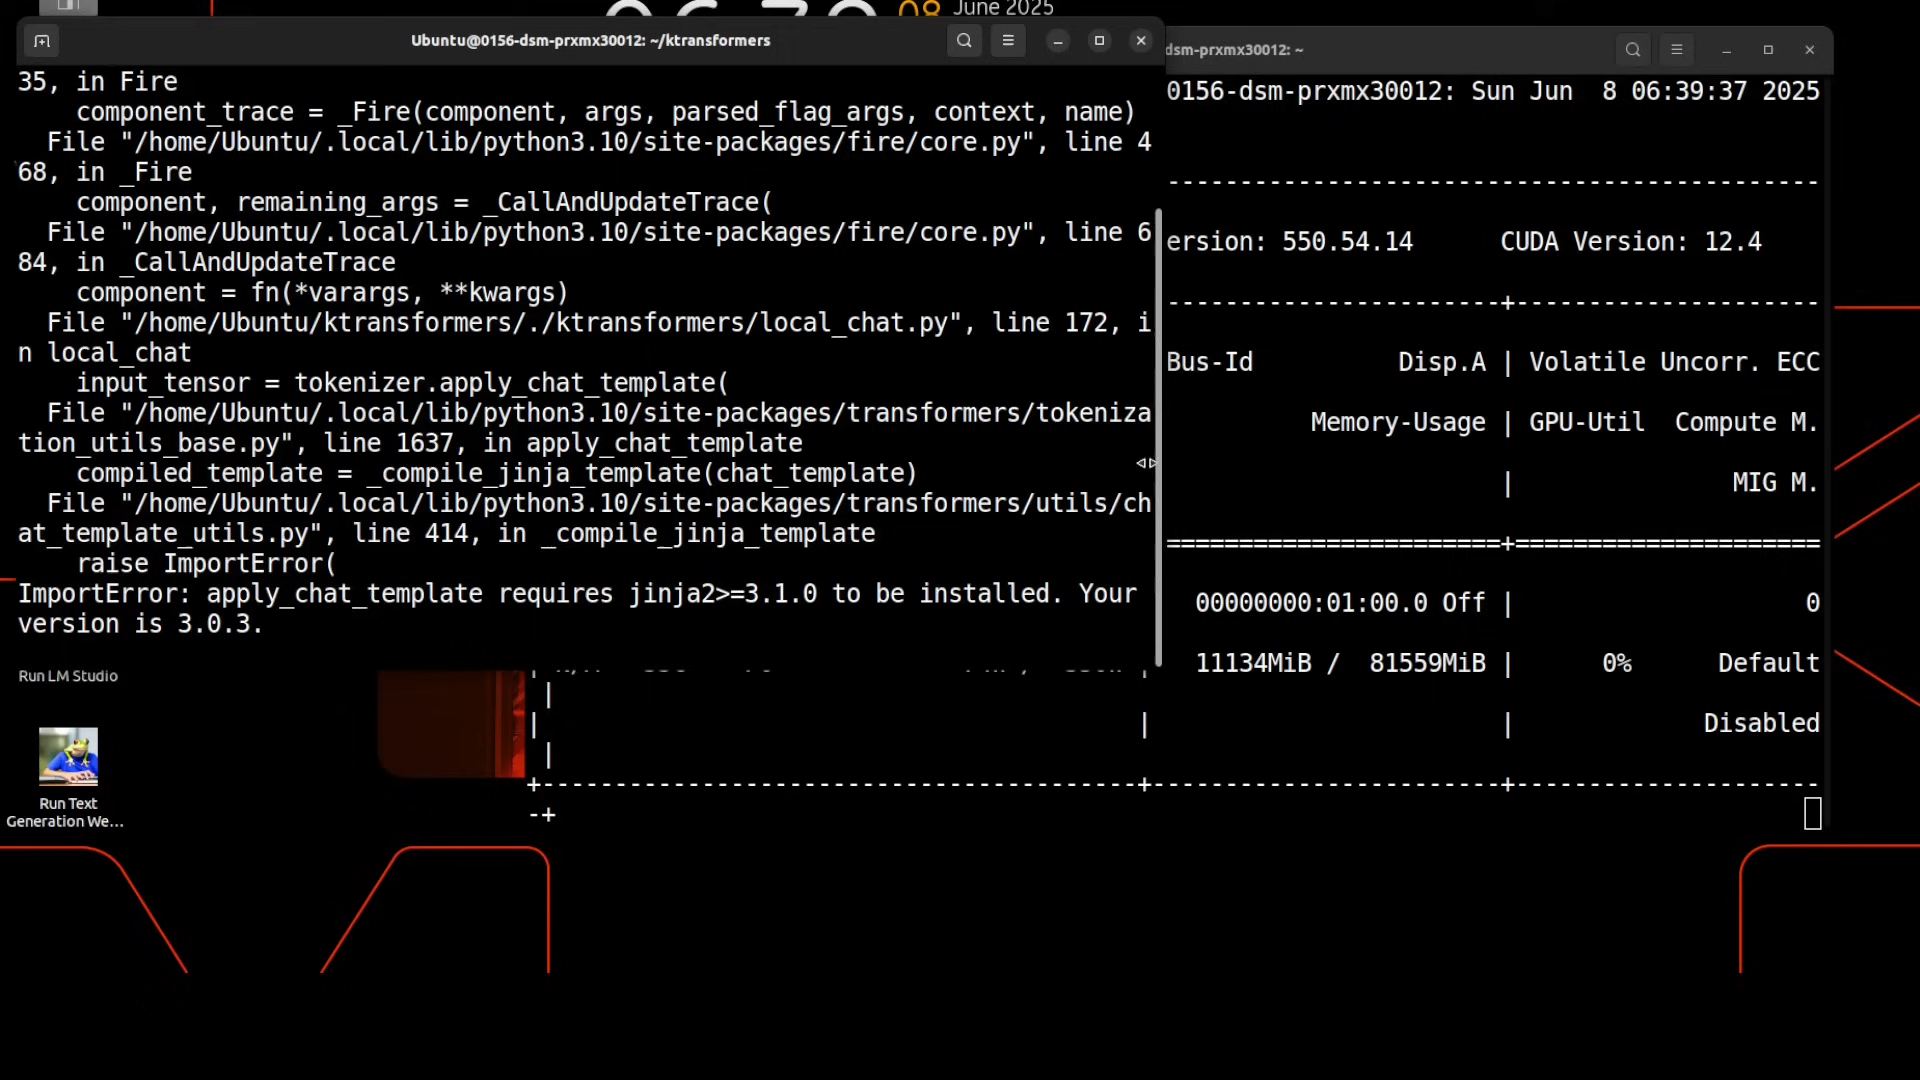 June 2025
08
Ubuntu@0156-dsm-prxmx30012: ~/ktransformers
35, in Fire
    component_trace = _Fire(component, args, parsed_flag_args, context, name)
  File "/home/Ubuntu/.local/lib/python3.10/site-packages/fire/core.py", line 4
68, in _Fire
    component, remaining_args = _CallAndUpdateTrace(
  File "/home/Ubuntu/.local/lib/python3.10/site-packages/fire/core.py", line 6
84, in _CallAndUpdateTrace
    component = fn(*varargs, **kwargs)
  File "/home/Ubuntu/ktransformers/./ktransformers/local_chat.py", line 172, i
n local_chat
    input_tensor = tokenizer.apply_chat_template(
  File "/home/Ubuntu/.local/lib/python3.10/site-packages/transformers/tokeniza
tion_utils_base.py", line 1637, in apply_chat_template
    compiled_template = _compile_jinja_template(chat_template)
  File "/home/Ubuntu/.local/lib/python3.10/site-packages/transformers/utils/ch
at_template_utils.py", line 414, in _compile_jinja_template
    raise ImportError(
ImportError: apply_chat_template requires jinja2>=3.1.0 to be installed. Your
version is 3.0.3.
dsm-prxmx30012: ~
0156-dsm-prxmx30012: Sun Jun  8 06:39:37 2025
ersion: 550.54.14      CUDA Version: 12.4
Bus-Id          Disp.A | Volatile Uncorr. ECC
Memory-Usage | GPU-Util  Compute M.
|               MIG M.
00000000:01:00.0 Off |                    0
11134MiB /  81559MiB |      0%      Default
|             Disabled
Run LM Studio
Run Text
Generation We...